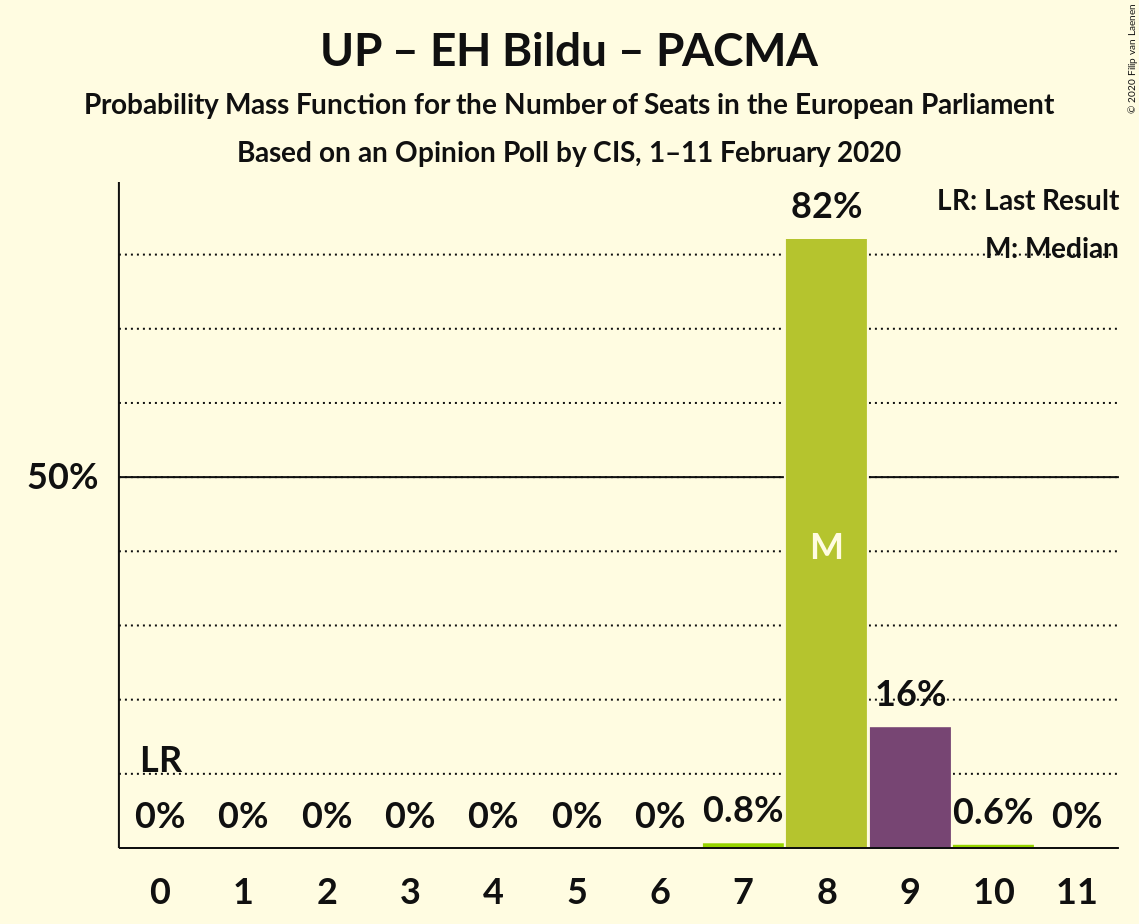 UP – EH Bildu – PACMA
Probability Mass Function for the Number of Seats in the European Parliament
Based on an Opinion Poll by CIS, 1–11 February 2020
© 2020 Filip van Laenen
LR: Last Result
M: Median
82%
50%
M
16%
LR
0% 0% 0% 0% 0% 0% 0% 0.8% 0.6% 0%
0 1 2 3 4 5 6 7 8 9 10 11